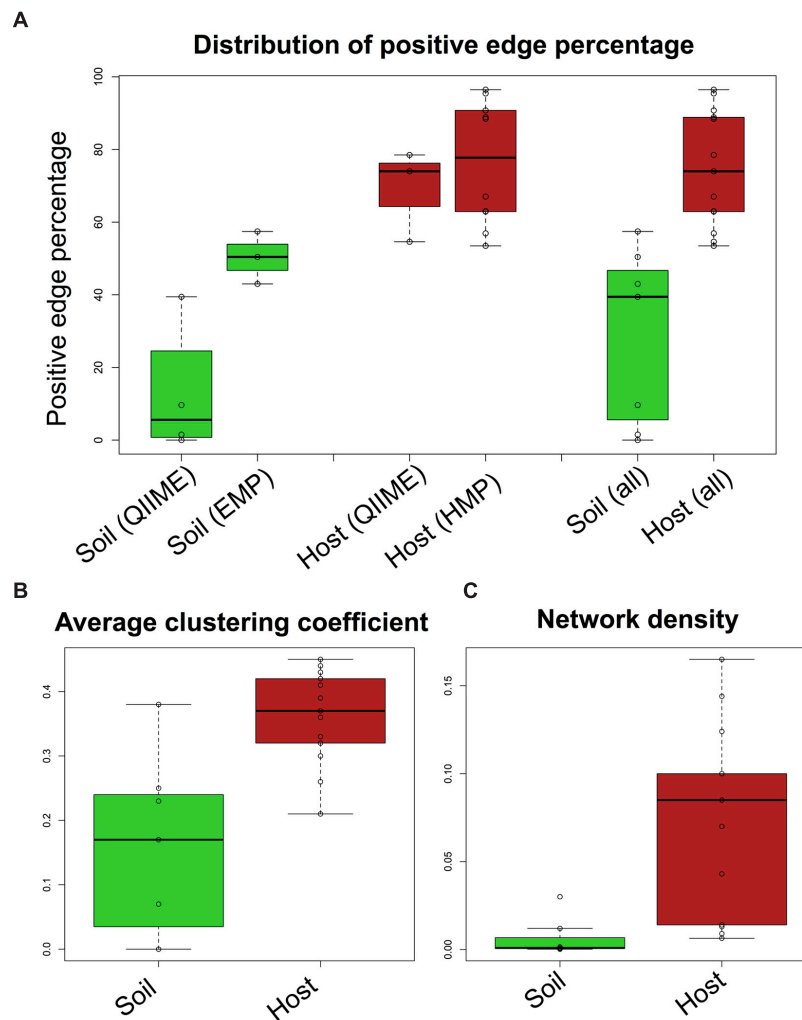 A
Distribution of positive edge percentage
Positive edge percentage
100
80
60
40
20
0
Soil (QIIME)
Soil (EMP)
Host (QIIME)
Host (HMP)
Soil (all)
Host (all)
B
Average clustering coefficient
0.4
0.3
0.2
0.1
0.0
Soil
Host
C
Network density
0.15
0.10
0.05
0.00
Soil
Host